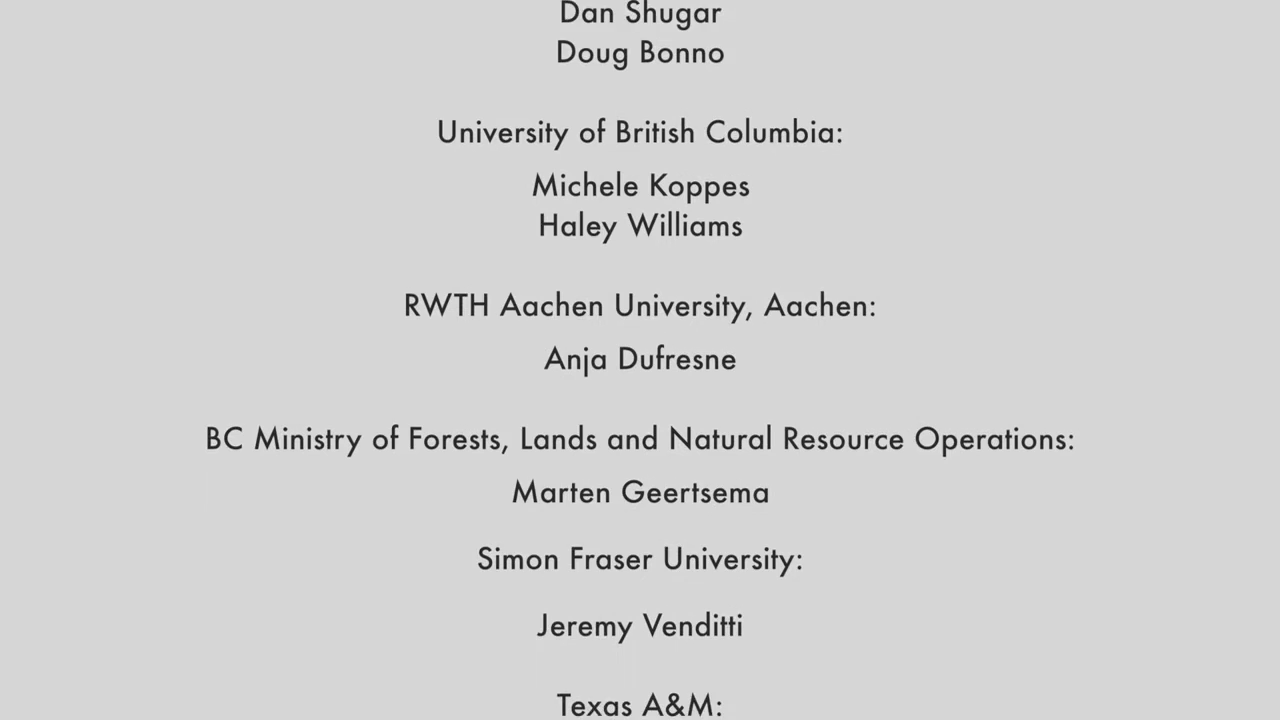 Dan Shugar
Doug Bonno
University of British Columbia:
Michele Koppes
Haley Williams
RWTH Aachen University, Aachen:
Anja Dufresne
BC Ministry of Forests, Lands and Natural Resource Operations:
Marten Geertsema
Simon Fraser University:
Jeremy Venditti
Texas A&M: